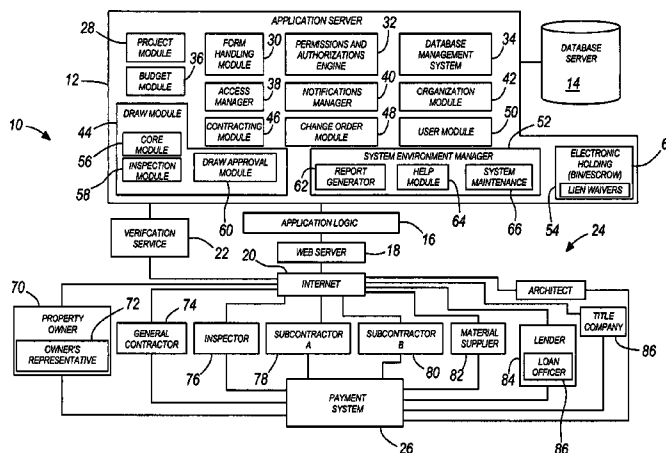 APPLICATION SERVER
28
PROJECT MODULE
FORM HANDLING MODULE
30
PERMISSIONS AND AUTHORIZATIONS ENGINE
32
DATABASE MANAGEMENT SYSTEM
34
DATABASE SERVER
14
12
BUDGET MODULE
36
ACCESS MANAGER
38
NOTIFICATIONS MANAGER
40
ORGANIZATION MODULE
42
10
44
DRAW MODULE
CONTRACTING MODULE
46
CHANGE ORDER MODULE
48
USER MODULE
50
56
CORE MODULE
58
INSPECTION MODULE
DRAW APPROVAL MODULE
60
SYSTEM ENVIRONMENT MANAGER
52
62
REPORT GENERATOR
HELP MODULE
64
SYSTEM MAINTENANCE
66
ELECTRONIC HOLDING (BIN/ESCROW)
6
54
LIEN WAIVERS
APPLICATION LOGIC
16
VERIFCATION SERVICE
22
WEB SERVER
18
24
20
INTERNET
ARCHITECT
70
72
PROPERTY OWNER
OWNER'S REPRESENTATIVE
74
GENERAL CONTRACTOR
INSPECTOR
76
SUBCONTRACTOR A
78
SUBCONTRACTOR B
80
MATERIAL SUPPLIER
82
LENDER
LOAN OFFICER
84
86
TITLE COMPANY
86
PAYMENT SYSTEM
26